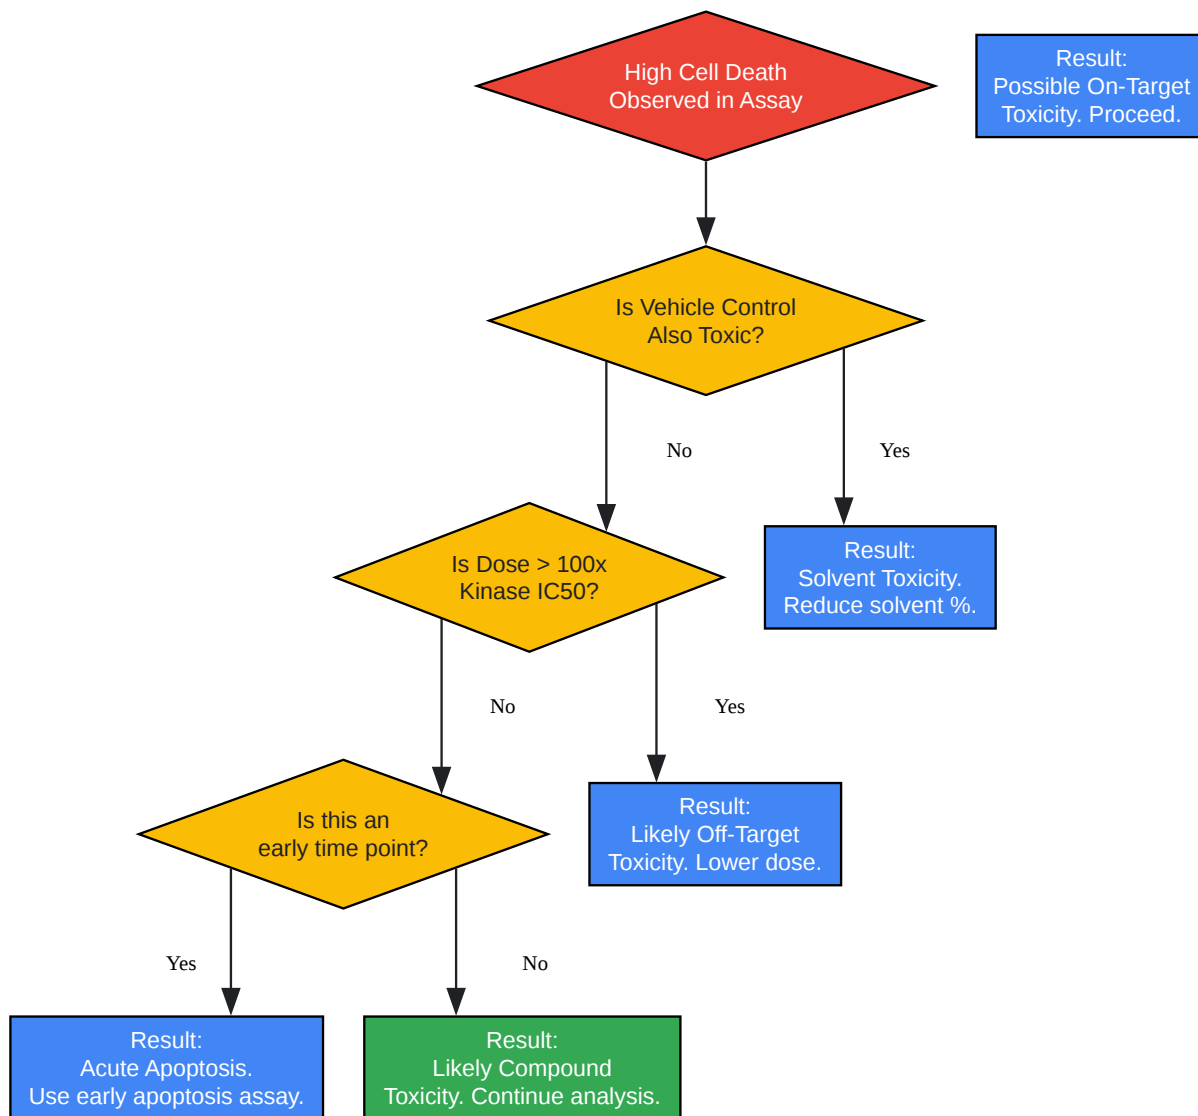 High Cell Death
Observed in Assay
Result:
Possible On-Target
Toxicity. Proceed.
Is Vehicle Control
Also Toxic?
No
Yes
Is Dose > 100x
Kinase IC50?
Result:
Solvent Toxicity.
Reduce solvent %.
No
Yes
Is this an
early time point?
Result:
Likely Off-Target
Toxicity. Lower dose.
Yes
No
Result:
Acute Apoptosis.
Use early apoptosis assay.
Result:
Likely Compound
Toxicity. Continue analysis.